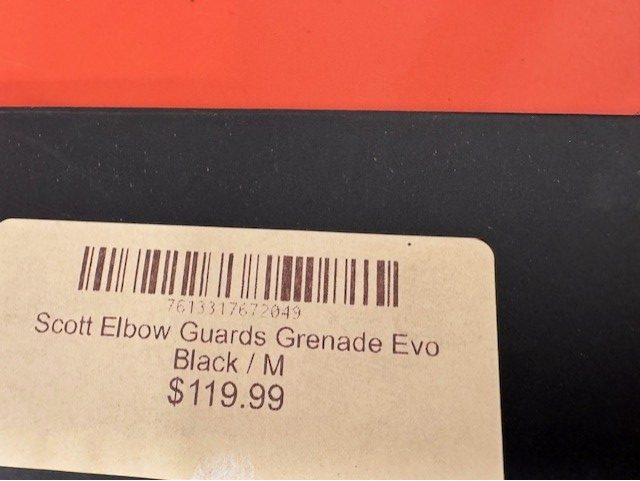 7613317672049
Scott Elbow Guards Grenade Evo
Black / M
$119.99